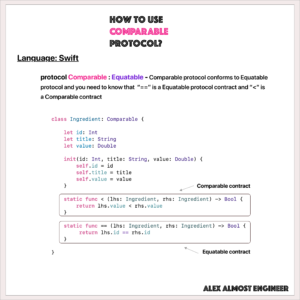 HOW TO USE
COMPARABLE
PROTOCOL?
Language: Swift
protocol Comparable : Equatable - Comparable protocol conforms to Equatable
protocol and you need to know that "==" is a Equatable protocol contract and "<" is
a Comparable contract
class Ingredient: Comparable {
let id: Int
let title: String
let value: Double
init(id: Int, title: String, value: Double) {
self.id = id
self.title = title
self.value = value
}
Comparable contract
static func < (lhs: Ingredient, rhs: Ingredient) -> Bool {
return lhs.value < rhs.value
}
static func == (lhs: Ingredient, rhs: Ingredient) -> Bool {
return lhs.id == rhs.id
}
Equatable contract
}
ALEX ALMOST ENGINEER